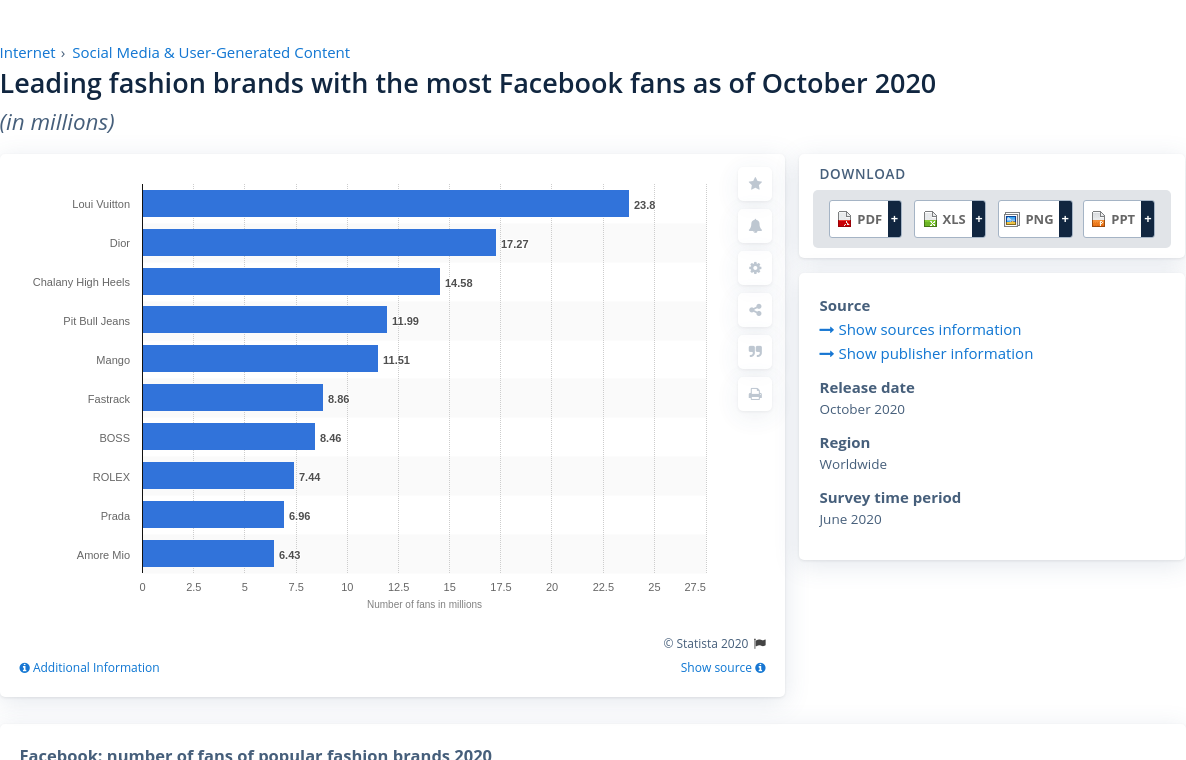 Internet › Social Media & User-Generated Content
Leading fashion brands with the most Facebook fans as of October 2020
(in millions)
Loui Vuitton 23.8
Dior 17.27
Chalany High Heels 14.58
Pit Bull Jeans 11.99
Mango 11.51
Fastrack 8.86
BOSS 8.46
ROLEX 7.44
Prada 6.96
Amore Mio 6.43
0 2.5 5 7.5 10 12.5 15 17.5 20 22.5 25 27.5
Number of fans in millions
© Statista 2020
Additional Information
Show source
DOWNLOAD
PDF + XLS + PNG + PPT +
Source
Show sources information
Show publisher information
Release date
October 2020
Region
Worldwide
Survey time period
June 2020
Facebook: number of fans of popular fashion brands 2020